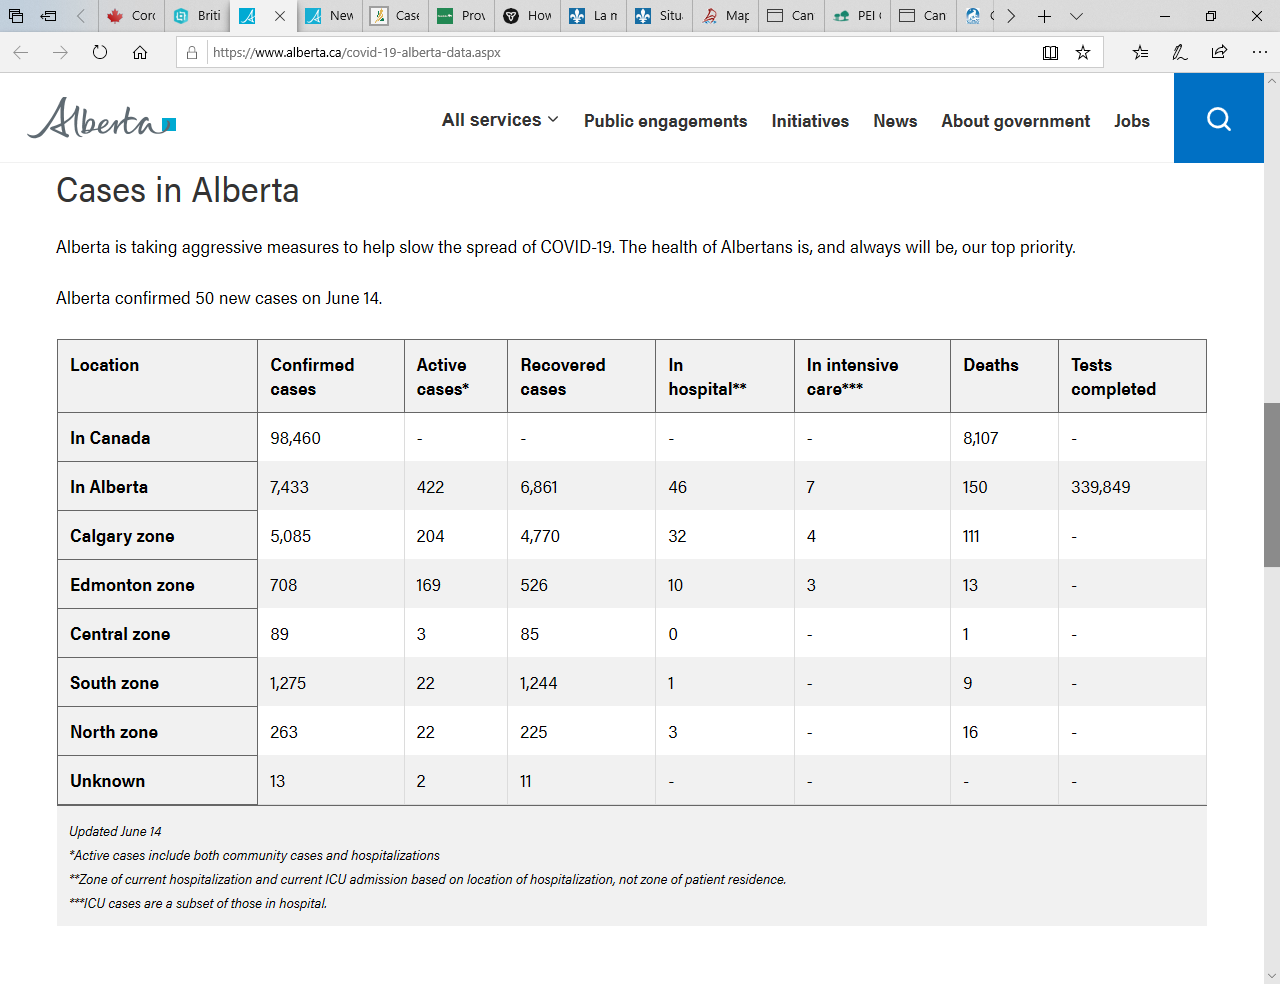 Corc
Briti
New
Case
Prov
How
La n
Situ
Map
Can
PEI
Can
https://www.alberta.ca/covid-19-alberta-data.aspx
Alberta
All services
Public engagements
Initiatives
News
About government
Jobs
Cases in Alberta
Alberta is taking aggressive measures to help slow the spread of COVID-19. The health of Albertans is, and always will be, our top priority.
Alberta confirmed 50 new cases on June 14.
Location Confirmed cases Active cases* Recovered cases In hospital** In intensive care*** Deaths Tests completed
In Canada 98,460 - - - - 8,107 -
In Alberta 7,433 422 6,861 46 7 150 339,849
Calgary zone 5,085 204 4,770 32 4 111 -
Edmonton zone 708 169 526 10 3 13 -
Central zone 89 3 85 0 - 1 -
South zone 1,275 22 1,244 1 - 9 -
North zone 263 22 225 3 - 16 -
Unknown 13 2 11 - - - -
Updated June 14
*Active cases include both community cases and hospitalizations
**Zone of current hospitalization and current ICU admission based on location of hospitalization, not zone of patient residence.
***ICU cases are a subset of those in hospital.